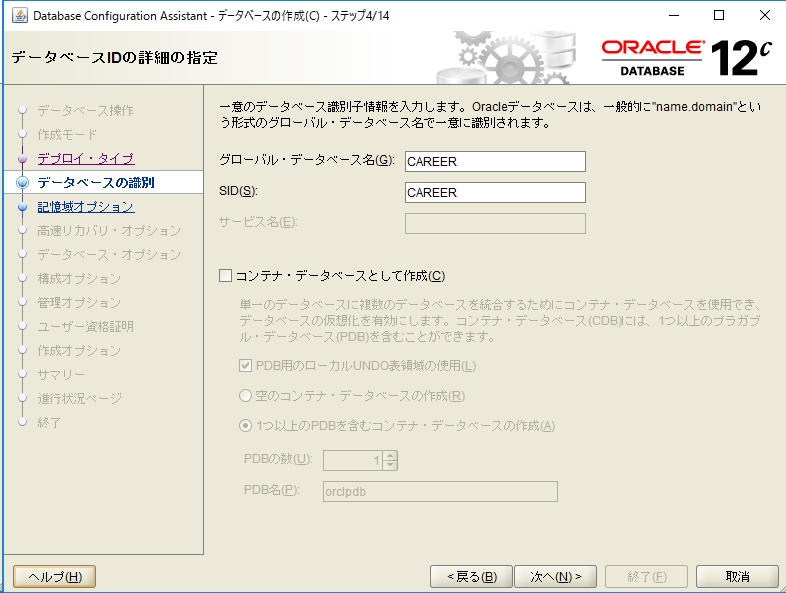 Database Configuration Assistant - データベースの作成(C) - ステップ4/14
データベースIDの詳細の指定
ORACLE
DATABASE
12c
データベース操作
作成モード
デプロイ・タイプ
データベースの識別
記憶域オプション
高速リカバリ・オプション
データベース・オプション
構成オプション
管理オプション
ユーザー資格証明
作成オプション
サマリー
進行状況ページ
終了
一意のデータベース識別子情報を入力します。Oracleデータベースは、一般的に"name.domain"とい
う形式のグローバル・データベース名で一意に識別されます。
グローバル・データベース名(G): CAREER
SID(S): CAREER
サービス名(E):
コンテナ・データベースとして作成(C)
単一のデータベースに複数のデータベースを統合するためにコンテナ・データベースを使用でき、
データベースの仮想化を有効にします。コンテナ・データベース(CDB)には、1つ以上のプラガブ
ル・データベース(PDB)を含むことができます。
PDB用のローカルUNDO表領域の使用(L)
空のコンテナ・データベースの作成(R)
1つ以上のPDBを含むコンテナ・データベースの作成(A)
PDBの数(U): 1
PDB名(P): orclpdb
ヘルプ(H)
<戻る(B)
次へ(N)>
終了(F)
取消